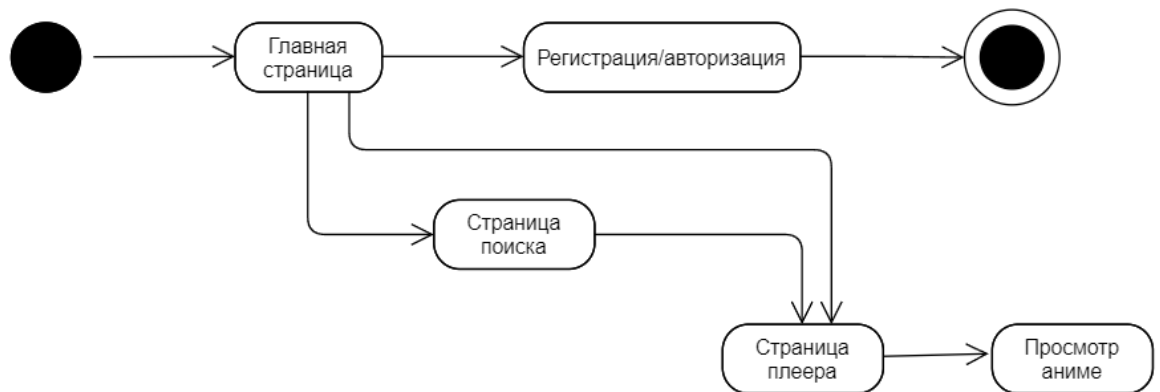 Главная
страница
Регистрация/авторизация
Страница
поиска
Страница
плеера
Просмотр
аниме